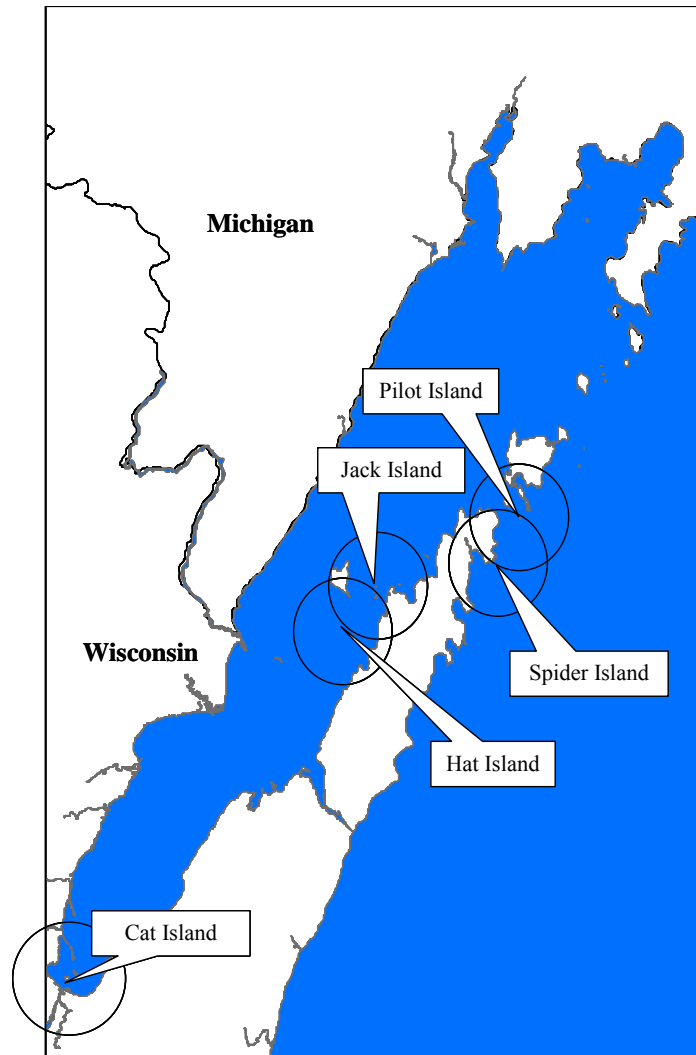 Michigan
Pilot Island
Jack Island
Wisconsin
Spider Island
Hat Island
Cat Island